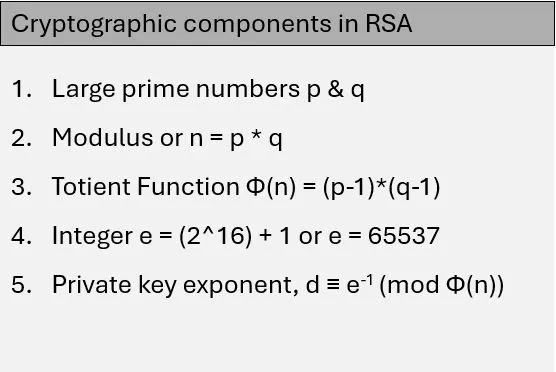 Cryptographic components in RSA
1. Large prime numbers p & q
2. Modulus or n = p * q
3. Totient Function Φ(n) = (p-1)*(q-1)
4. Integer e = (2^16) + 1 or e = 65537
5. Private key exponent, d ≡ e⁻¹ (mod Φ(n))